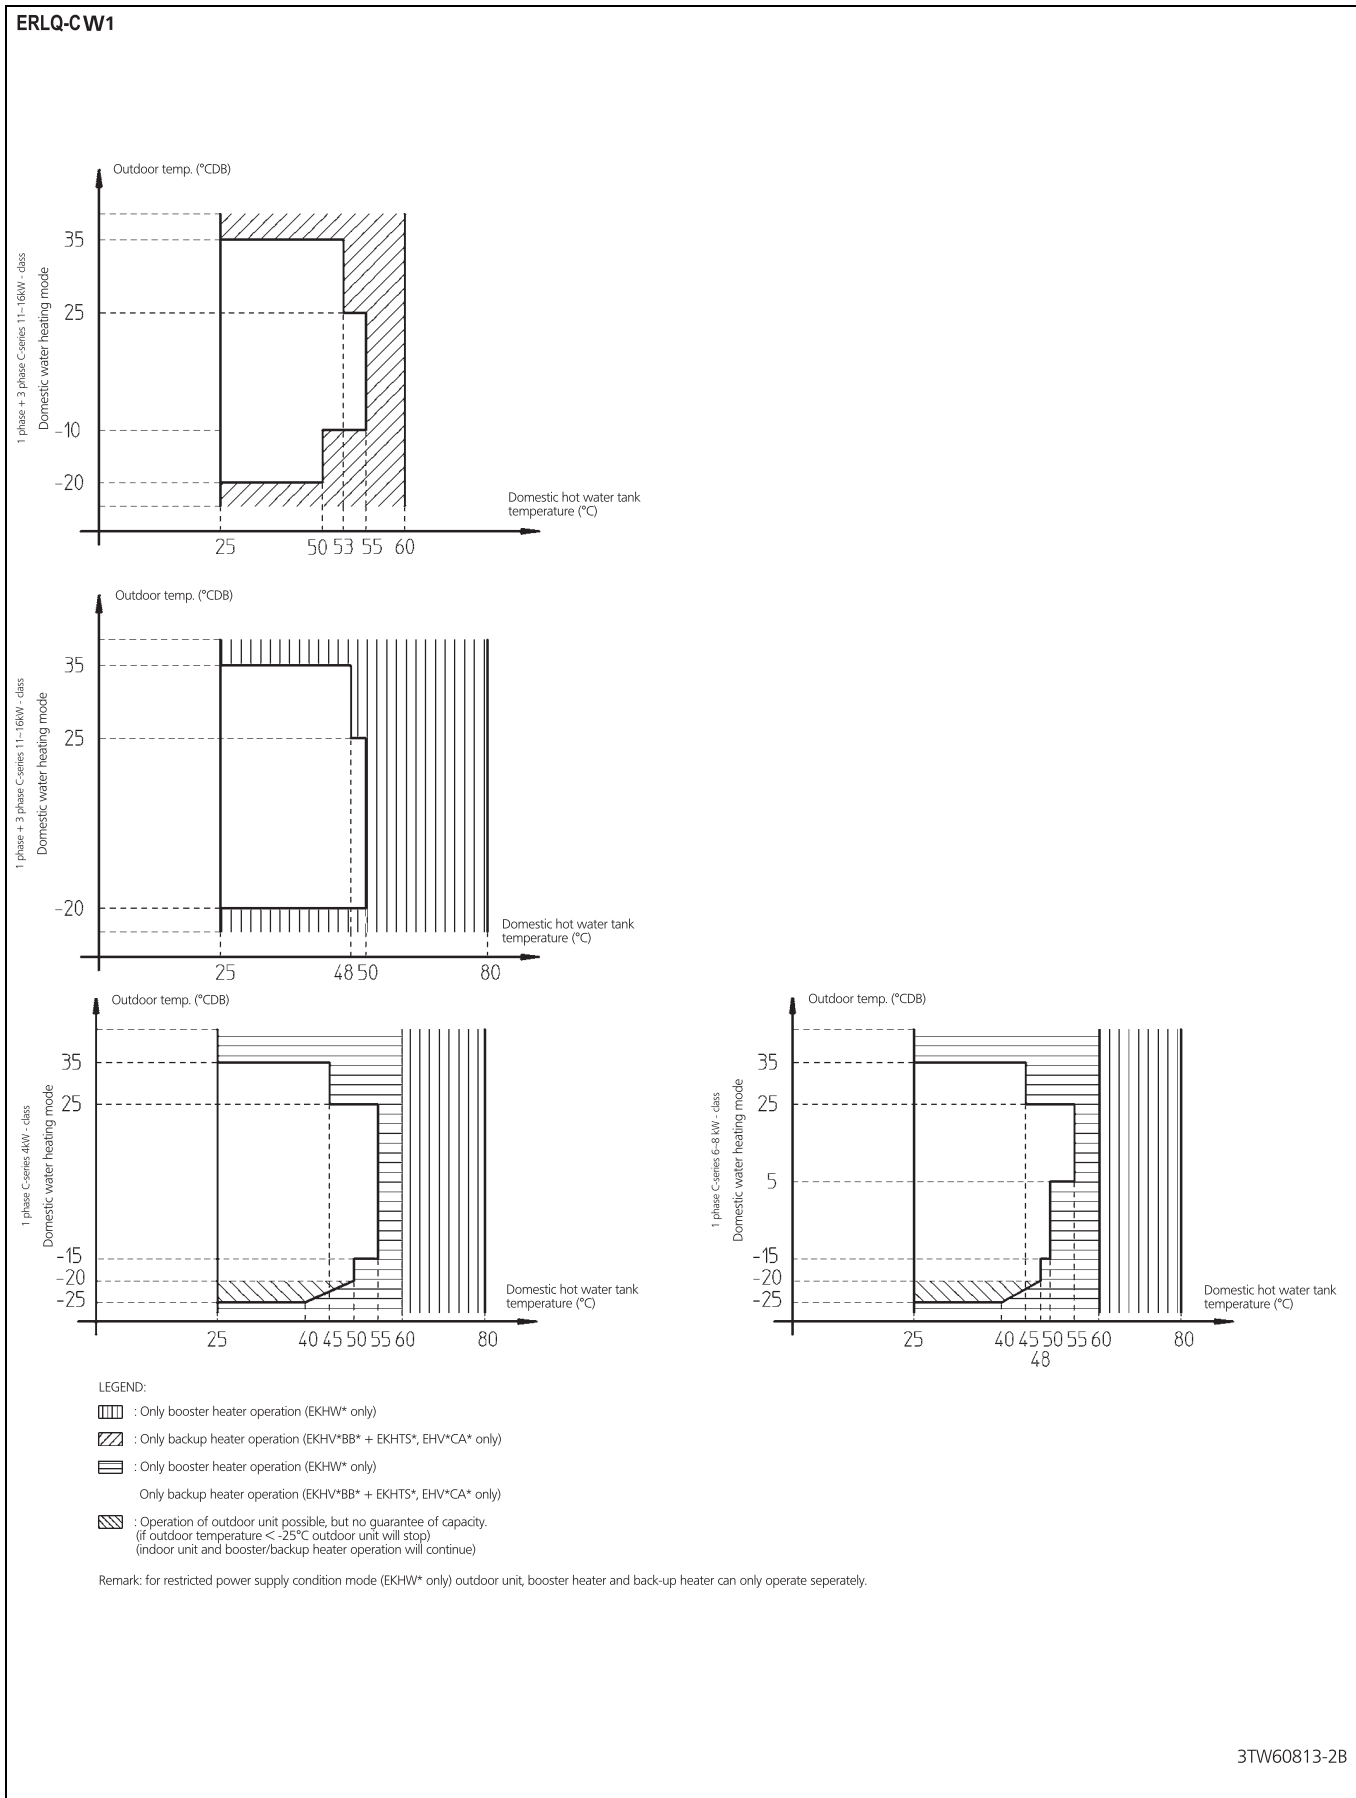 ERLQ-CW1
Outdoor temp. (°CDB)
1 phase + 3 phase C-series 11~16kW - class
Domestic water heating mode
35
25
-10
-20
Domestic hot water tank
temperature (°C)
25 50 53 55 60
Outdoor temp. (°CDB)
1 phase + 3 phase C-series 11~16kW - class
Domestic water heating mode
35
25
-20
Domestic hot water tank
temperature (°C)
25 48 50 80
Outdoor temp. (°CDB)
1 phase C-series 4kW - class
Domestic water heating mode
35
25
-15
-20
-25
Domestic hot water tank
temperature (°C)
25 40 45 50 55 60 80
Outdoor temp. (°CDB)
1 phase C-series 6~8 kW - class
Domestic water heating mode
35
25
5
-15
-20
-25
Domestic hot water tank
temperature (°C)
25 40 45 50 55 60 80
48
LEGEND:
: Only booster heater operation (EKHW* only)
: Only backup heater operation (EKHV*BB* + EKHTS*, EHV*CA* only)
: Only booster heater operation (EKHW* only)
Only backup heater operation (EKHV*BB* + EKHTS*, EHV*CA* only)
: Operation of outdoor unit possible, but no guarantee of capacity.
(if outdoor temperature < -25°C outdoor unit will stop)
(indoor unit and booster/backup heater operation will continue)
Remark: for restricted power supply condition mode (EKHW* only) outdoor unit, booster heater and back-up heater can only operate seperately.
3TW60813-2B